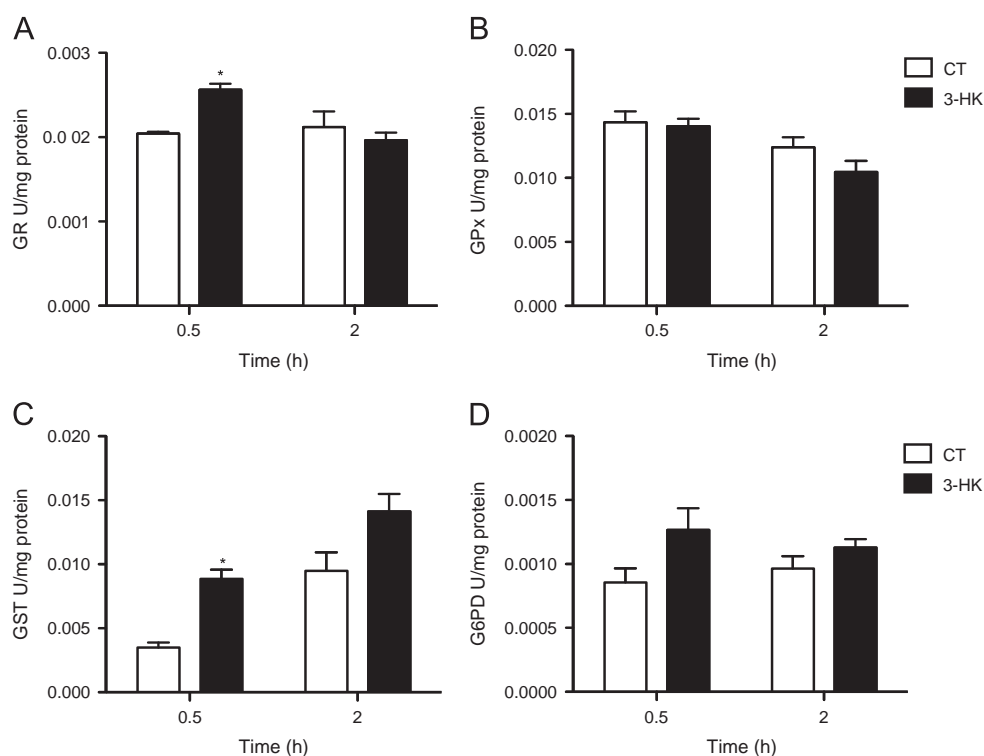 A
GR U/mg protein
0.003
0.002
0.001
0.000
*
0.5
2
Time (h)
B
GPx U/mg protein
0.020
0.015
0.010
0.005
0.000
0.5
2
Time (h)
CT
3-HK
C
GST U/mg protein
0.020
0.015
0.010
0.005
0.000
*
0.5
2
Time (h)
D
G6PD U/mg protein
0.0020
0.0015
0.0010
0.0005
0.0000
0.5
2
Time (h)
CT
3-HK